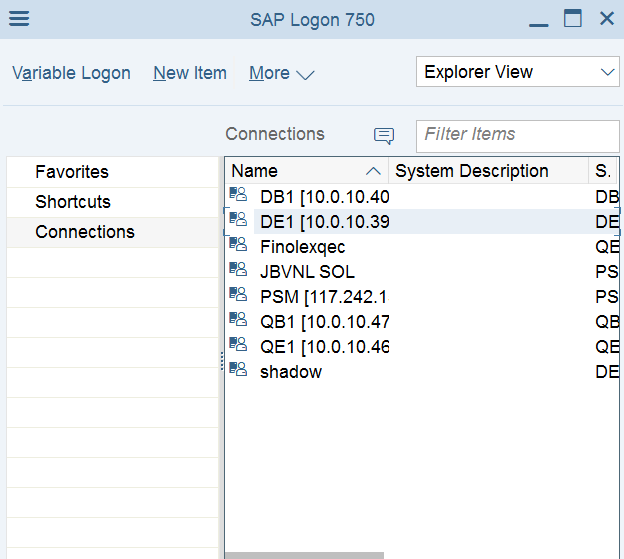 SAP Logon 750
Variable Logon New Item More Explorer View
Connections Filter Items
Favorites
Shortcuts
Connections
Name System Description S.
DB1 [10.0.10.40 DB
DE1 [10.0.10.39 DE
Finolexqec QE
JBVNL SOL PS
PSM [117.242.1 PS
QB1 [10.0.10.47 QB
QE1 [10.0.10.46 QE
shadow DE